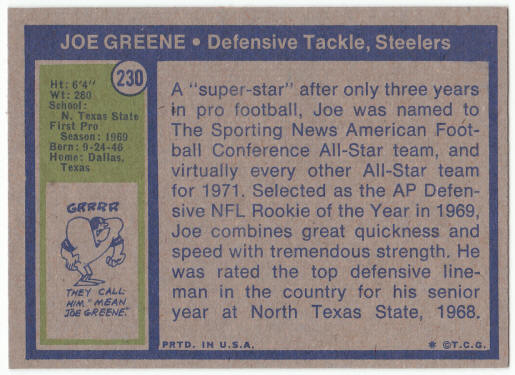 JOE GREENE • Defensive Tackle, Steelers
230
Ht: 6'4"
Wt: 280
School:
N. Texas State
First Pro
Season: 1969
Born: 9-24-46
Home: Dallas,
Texas
GRRRR
THEY CALL
HIM "MEAN
JOE GREENE."
A "super-star" after only three years
in pro football, Joe was named to
The Sporting News American Foot-
ball Conference All-Star team, and
virtually every other All-Star team
for 1971. Selected as the AP Defen-
sive NFL Rookie of the Year in 1969,
Joe combines great quickness and
speed with tremendous strength. He
was rated the top defensive line-
man in the country for his senior
year at North Texas State, 1968.
PRTD. IN U.S.A.
* ©T.C.G.